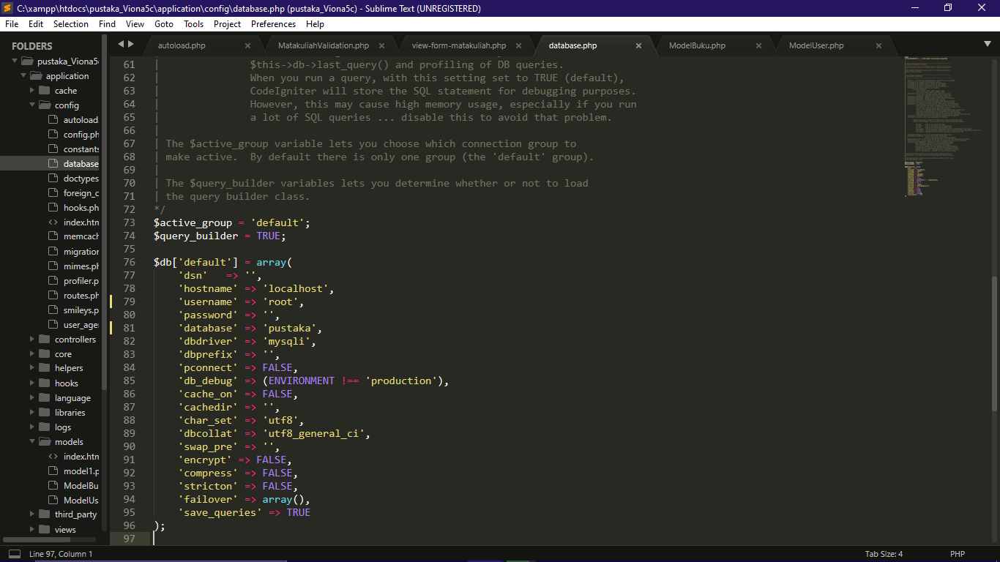 C:\xampp\htdocs\pustaka_Viona5c\application\config\database.php (pustaka_Viona5c) - Sublime Text (UNREGISTERED)
File Edit Selection Find View Goto Tools Project Preferences Help
FOLDERS
pustaka_Viona5
application
cache
config
autoload
config.ph
constants
database
doctypes
foreign_c
hooks.ph
index.htm
memcach
migration
mimes.ph
profiler.p
routes.ph
smileys.p
user_age
controllers
core
helpers
hooks
language
libraries
logs
models
index.htm
model1.p
ModelBu
ModelUs
third_party
views
autoload.php MatakuliahValidation.php view-form-matakuliah.php database.php ModelBuku.php ModelUser.php
61 | $this->db->last_query() and profiling of DB queries.
62 | When you run a query, with this setting set to TRUE (default),
63 | CodeIgniter will store the SQL statement for debugging purposes.
64 | However, this may cause high memory usage, especially if you run
65 | a lot of SQL queries ... disable this to avoid that problem.
66 |
67 | The $active_group variable lets you choose which connection group to
68 | make active.  By default there is only one group (the 'default' group).
69 |
70 | The $query_builder variables lets you determine whether or not to load
71 | the query builder class.
72 */
73 $active_group = 'default';
74 $query_builder = TRUE;
75
76 $db['default'] = array(
77 'dsn'   => '',
78 'hostname' => 'localhost',
79 'username' => 'root',
80 'password' => '',
81 'database' => 'pustaka',
82 'dbdriver' => 'mysqli',
83 'dbprefix' => '',
84 'pconnect' => FALSE,
85 'db_debug' => (ENVIRONMENT !== 'production'),
86 'cache_on' => FALSE,
87 'cachedir' => '',
88 'char_set' => 'utf8',
89 'dbcollat' => 'utf8_general_ci',
90 'swap_pre' => '',
91 'encrypt' => FALSE,
92 'compress' => FALSE,
93 'stricton' => FALSE,
94 'failover' => array(),
95 'save_queries' => TRUE
96 );
97
Line 97, Column 1 Tab Size: 4 PHP